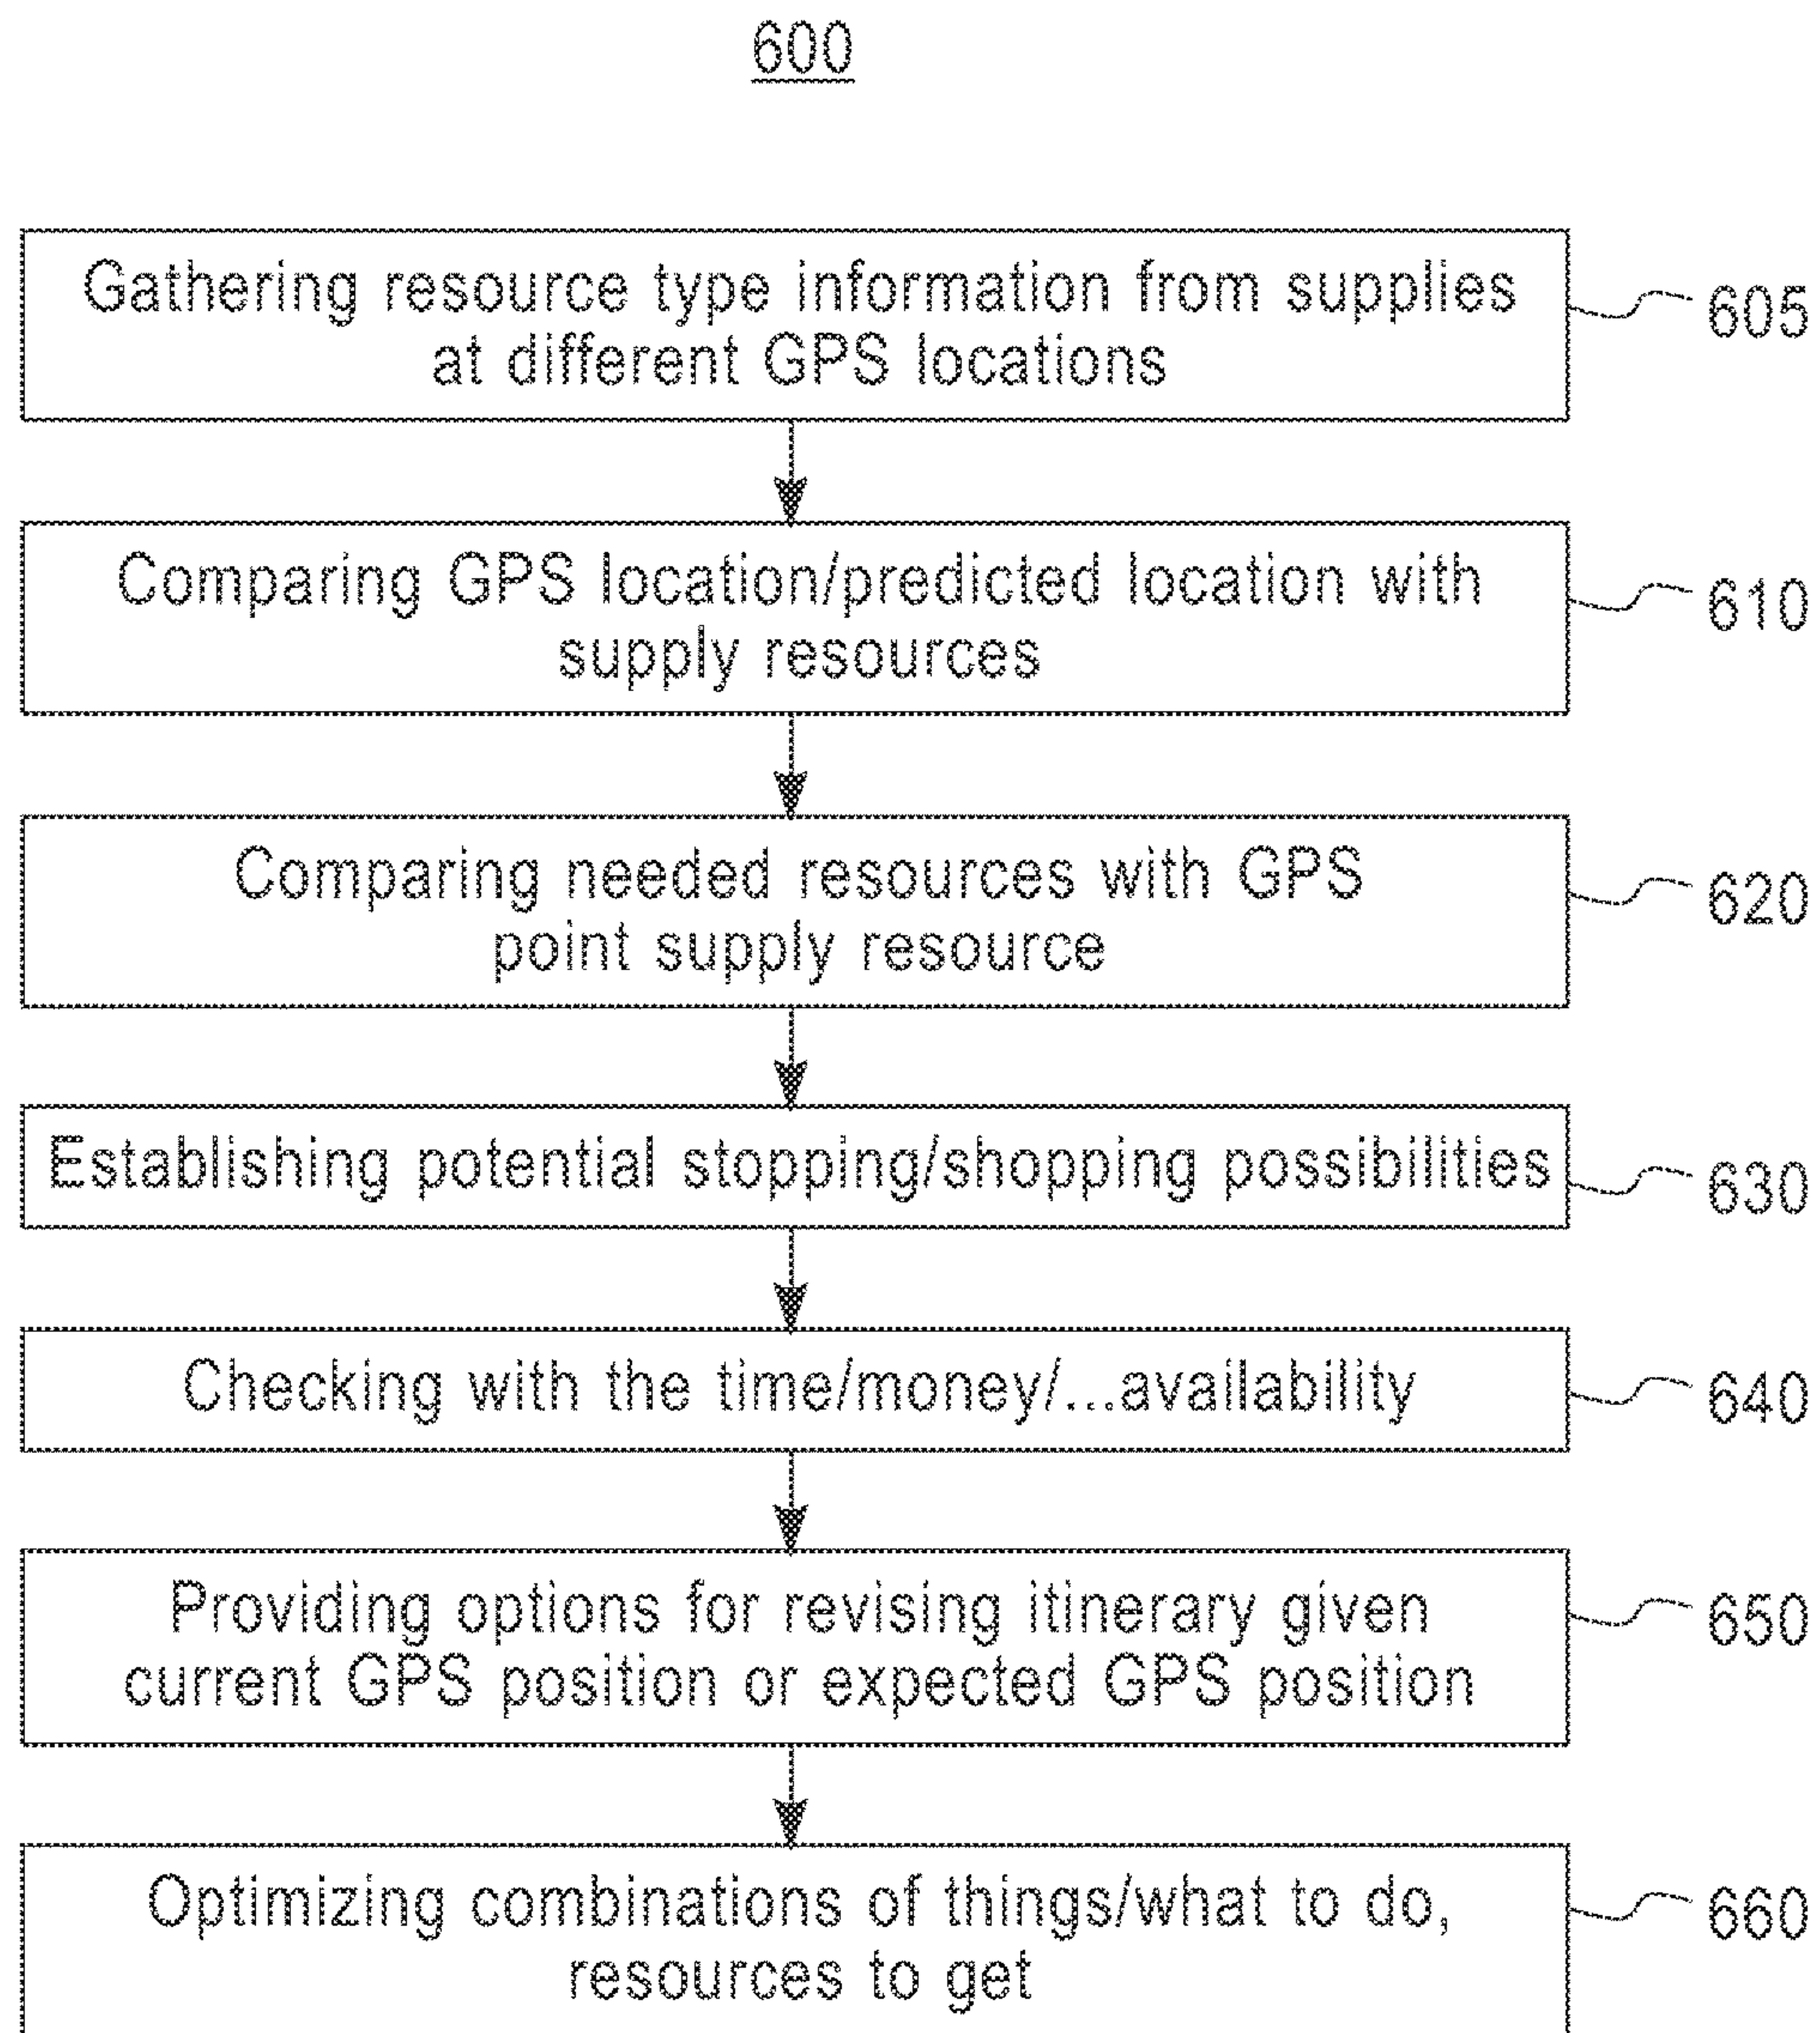 600
Gathering resource type information from supplies
at different GPS locations
605
Comparing GPS location/predicted location with
supply resources
610
Comparing needed resources with GPS
point supply resource
620
Establishing potential stopping/shopping possibilities
630
Checking with the time/money/...availability
640
Providing options for revising itinerary given
current GPS position or expected GPS position
650
Optimizing combinations of things/what to do,
resources to get
660